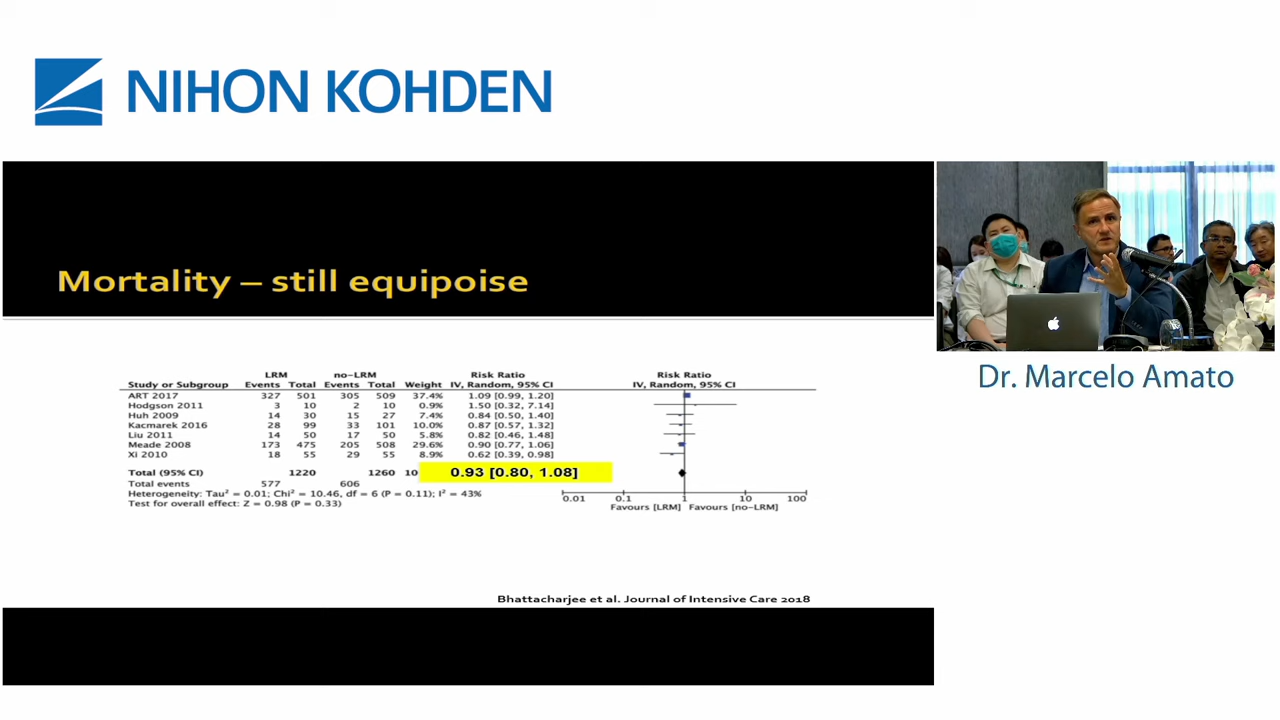 NIHON KOHDEN
Mortality – still equipoise
LRM no-LRM Risk Ratio Risk Ratio
Study or Subgroup Events Total Events Total Weight IV, Random, 95% CI IV, Random, 95% CI
ART 2017 327 501 305 509 37.4% 1.09 [0.99, 1.20]
Hodgson 2011 3 10 2 10 0.9% 1.50 [0.32, 7.14]
Huh 2009 14 30 15 27 7.4% 0.84 [0.50, 1.40]
Kacmarek 2016 28 99 33 101 10.0% 0.87 [0.57, 1.32]
Liu 2011 14 50 17 50 5.8% 0.82 [0.46, 1.48]
Meade 2008 173 475 205 508 29.6% 0.90 [0.77, 1.06]
Xi 2010 18 55 29 55 8.9% 0.62 [0.39, 0.98]
Total (95% CI) 1220 1260 10 0.93 [0.80, 1.08]
Total events 577 606
Heterogeneity: Tau² = 0.01; Chi² = 10.46, df = 6 (P = 0.11); I² = 43%
Test for overall effect: Z = 0.98 (P = 0.33)
0.01 0.1 1 10 100
Favours [LRM] Favours [no-LRM]
Bhattacharjee et al. Journal of Intensive Care 2018
Dr. Marcelo Amato